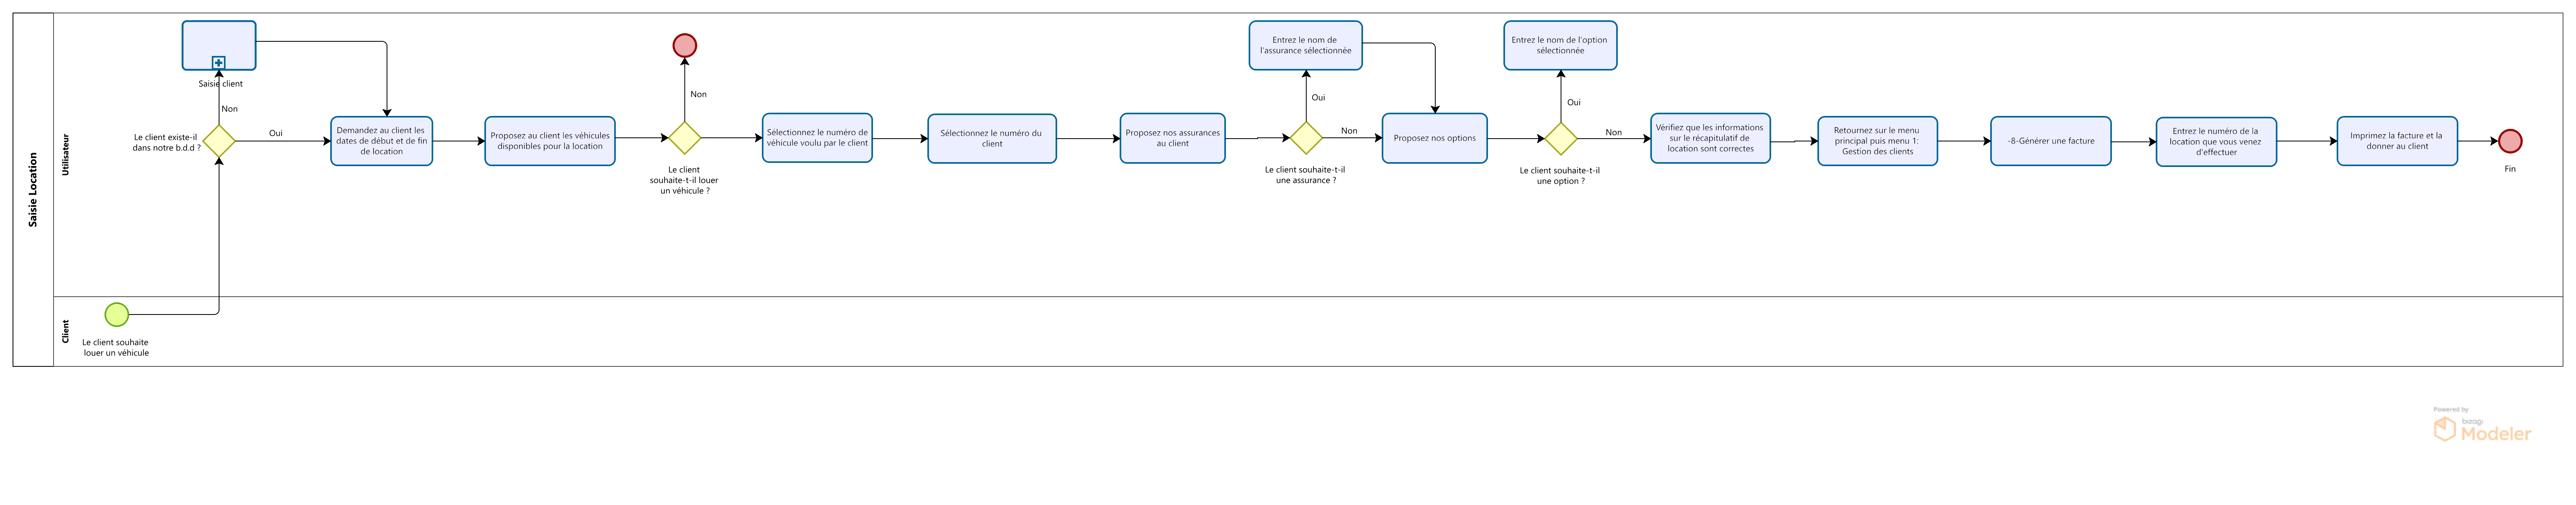 Saisie Location
Utilisateur
Client
Le client souhaite
louer un véhicule
Le client existe-il
dans notre b.d.d ?
Non
Saisie client
Oui
Demandez au client les
dates de début et de fin
de location
Proposez au client les véhicules
disponibles pour la location
Non
Le client
souhaite-t-il louer
un véhicule ?
Sélectionnez le numéro de
véhicule voulu par le client
Sélectionnez le numéro du
client
Proposez nos assurances
au client
Le client souhaite-t-il
une assurance ?
Oui
Entrez le nom de
l'assurance sélectionnée
Non
Proposez nos options
Le client souhaite-t-il
une option ?
Oui
Entrez le nom de l'option
sélectionnée
Non
Vérifiez que les informations
sur le récapitulatif de
location sont correctes
Retournez sur le menu
principal puis menu 1:
Gestion des clients
-8-Générer une facture
Entrez le numéro de la
location que vous venez
d'effectuer
Imprimez la facture et la
donner au client
Fin
Powered by
bizagi
Modeler